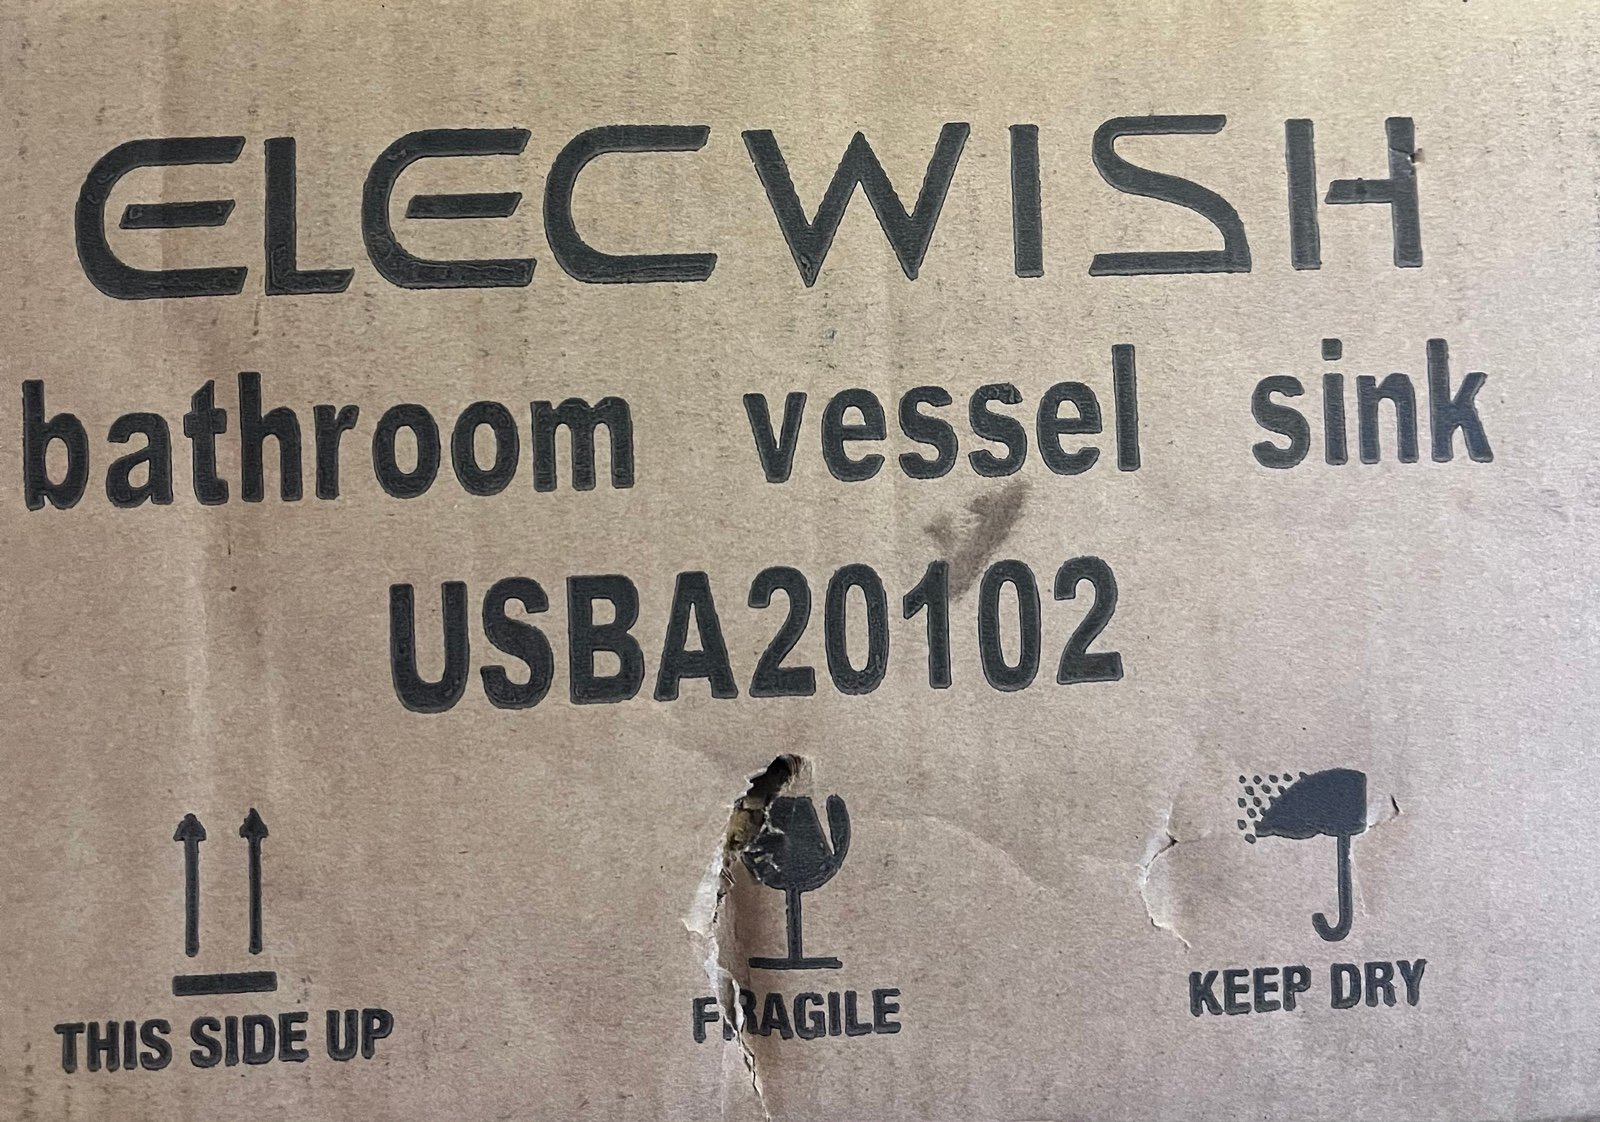 ELECWISH
bathroom vessel sink
USBA20102
THIS SIDE UP
FRAGILE
KEEP DRY